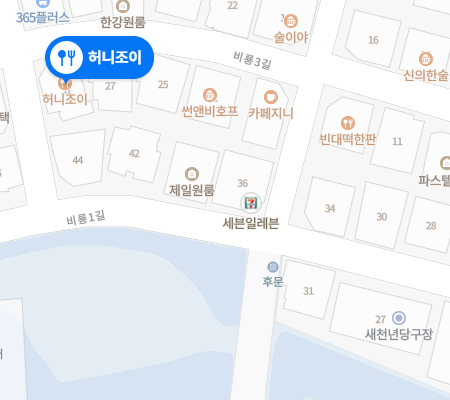 22
365플러스
한강원룸
술이야
16
비룡3길
신의한술
허니조이
허니조이
27
25
썬앤비호프
카페지니
빈대떡한판
11
택
44
42
파스텔
제일원룸
36
34
30
28
세븐일레븐
비룡1길
후문
31
27
새천년당구장